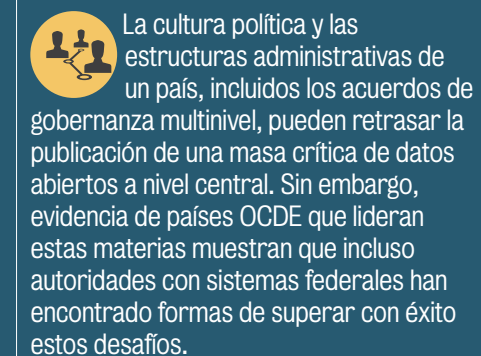 La cultura política y las
estructuras administrativas de
un país, incluidos los acuerdos de
gobernanza multinivel, pueden retrasar la
publicación de una masa crítica de datos
abiertos a nivel central. Sin embargo,
evidencia de países OCDE que lideran
estas materias muestran que incluso
autoridades con sistemas federales han
encontrado formas de superar con éxito
estos desafíos.